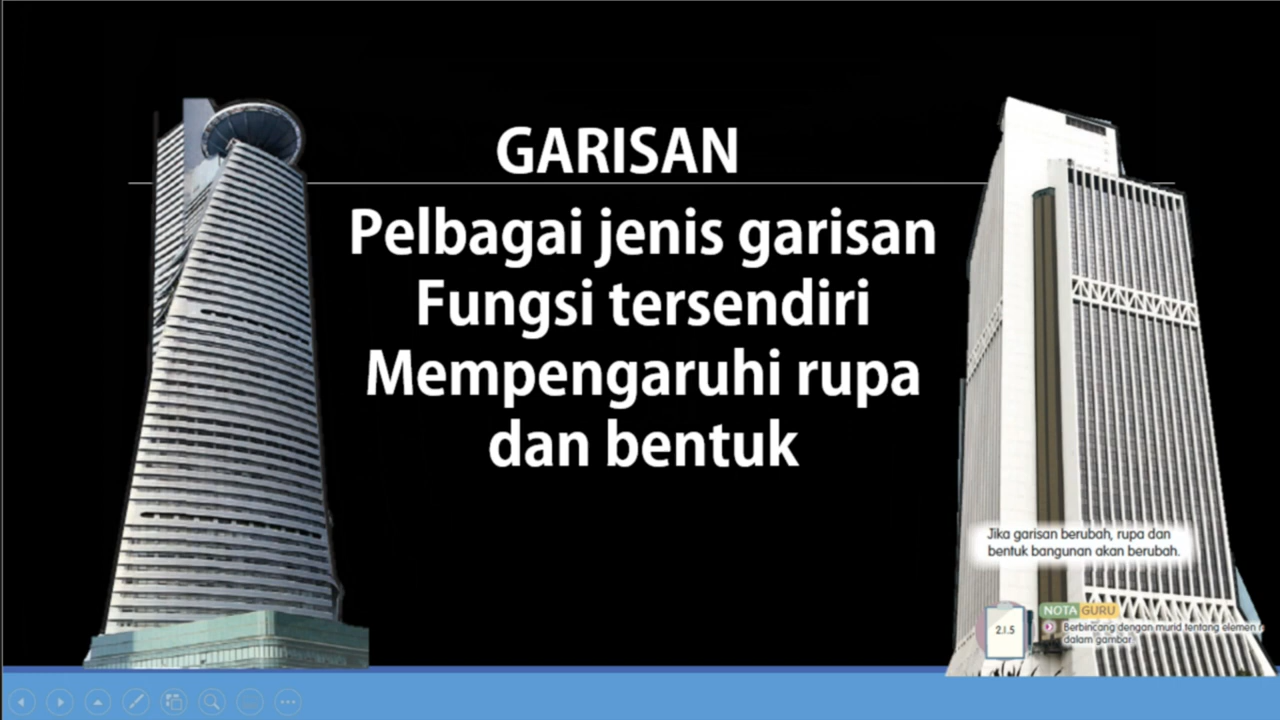 GARISAN
Pelbagai jenis garisan
Fungsi tersendiri
Mempengaruhi rupa
dan bentuk
Jika garisan berubah, rupa dan
bentuk bangunan akan berubah.
NOTA GURU
2.1.5
Berbincang dengan murid tentang elemen
dalam gambar.